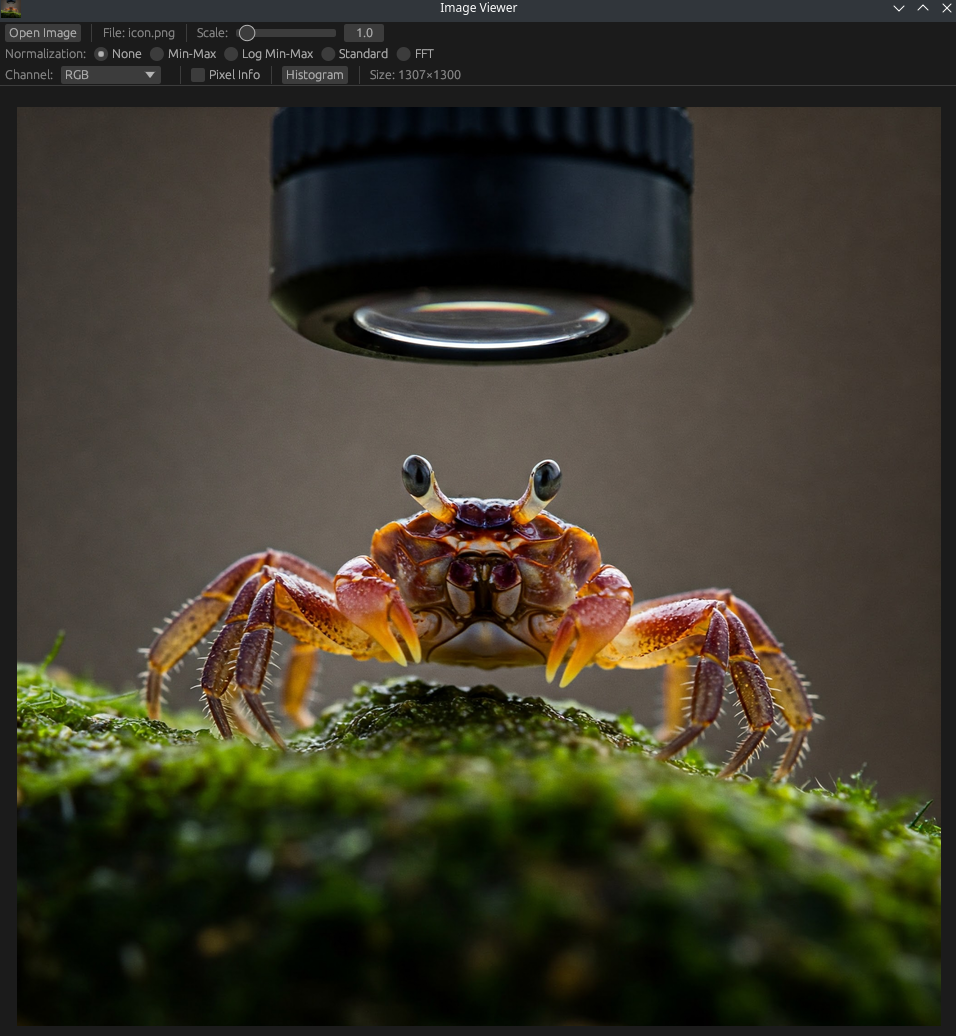 Image Viewer
Open Image File: icon.png Scale: 1.0
Normalization: None Min-Max Log Min-Max Standard FFT
Channel: RGB Pixel Info Histogram Size: 1307×1300